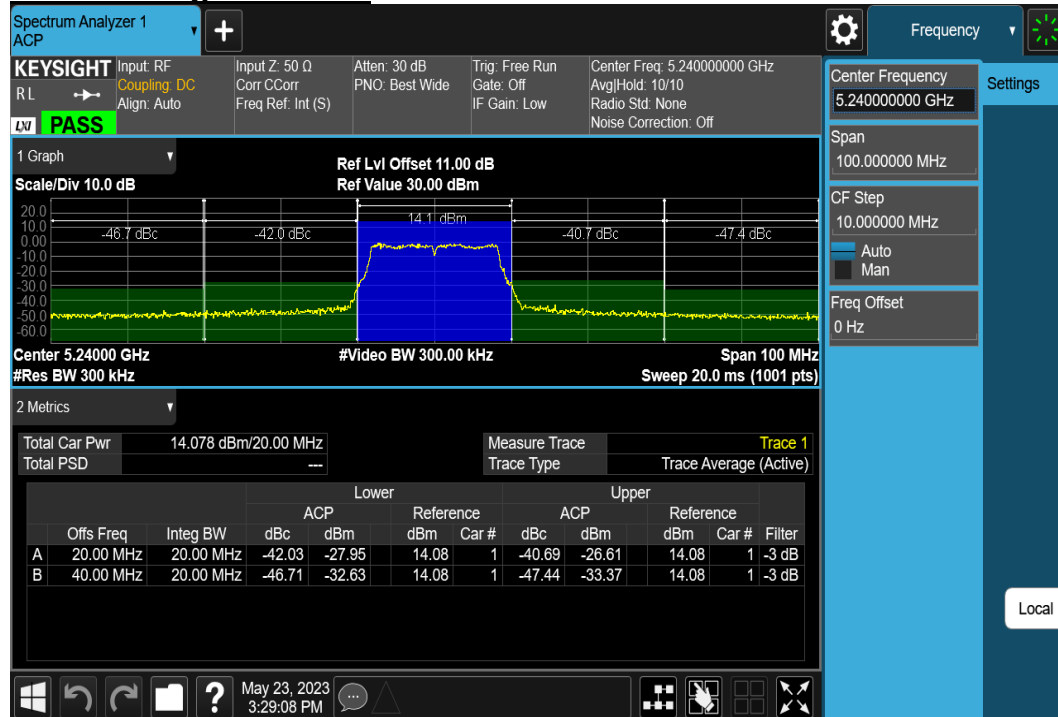 Spectrum Analyzer 1
ACP
+
Frequency
KEYSIGHT
RL
LXI
PASS
Input: RF
Coupling: DC
Align: Auto
Input Z: 50 Ω
Corr CCorr
Freq Ref: Int (S)
Atten: 30 dB
PNO: Best Wide
Trig: Free Run
Gate: Off
IF Gain: Low
Center Freq: 5.240000000 GHz
Avg|Hold: 10/10
Radio Std: None
Noise Correction: Off
Center Frequency
5.240000000 GHz
Settings
Span
100.000000 MHz
CF Step
10.000000 MHz
Auto
Man
Freq Offset
0 Hz
Local
1 Graph
Scale/Div 10.0 dB
Ref Lvl Offset 11.00 dB
Ref Value 30.00 dBm
20.0
10.0
0.00
-10.0
-20.0
-30.0
-40.0
-50.0
-60.0
-46.7 dBc
-42.0 dBc
14.1 dBm
-40.7 dBc
-47.4 dBc
Center 5.24000 GHz
#Video BW 300.00 kHz
Span 100 MHz
#Res BW 300 kHz
Sweep 20.0 ms (1001 pts)
2 Metrics
Total Car Pwr 14.078 dBm/20.00 MHz
Total PSD ---
Measure Trace Trace 1
Trace Type Trace Average (Active)
Lower Upper
ACP Reference ACP Reference
Offs Freq Integ BW dBc dBm dBm Car # dBc dBm dBm Car # Filter
A 20.00 MHz 20.00 MHz -42.03 -27.95 14.08 1 -40.69 -26.61 14.08 1 -3 dB
B 40.00 MHz 20.00 MHz -46.71 -32.63 14.08 1 -47.44 -33.37 14.08 1 -3 dB
?
May 23, 2023
3:29:08 PM